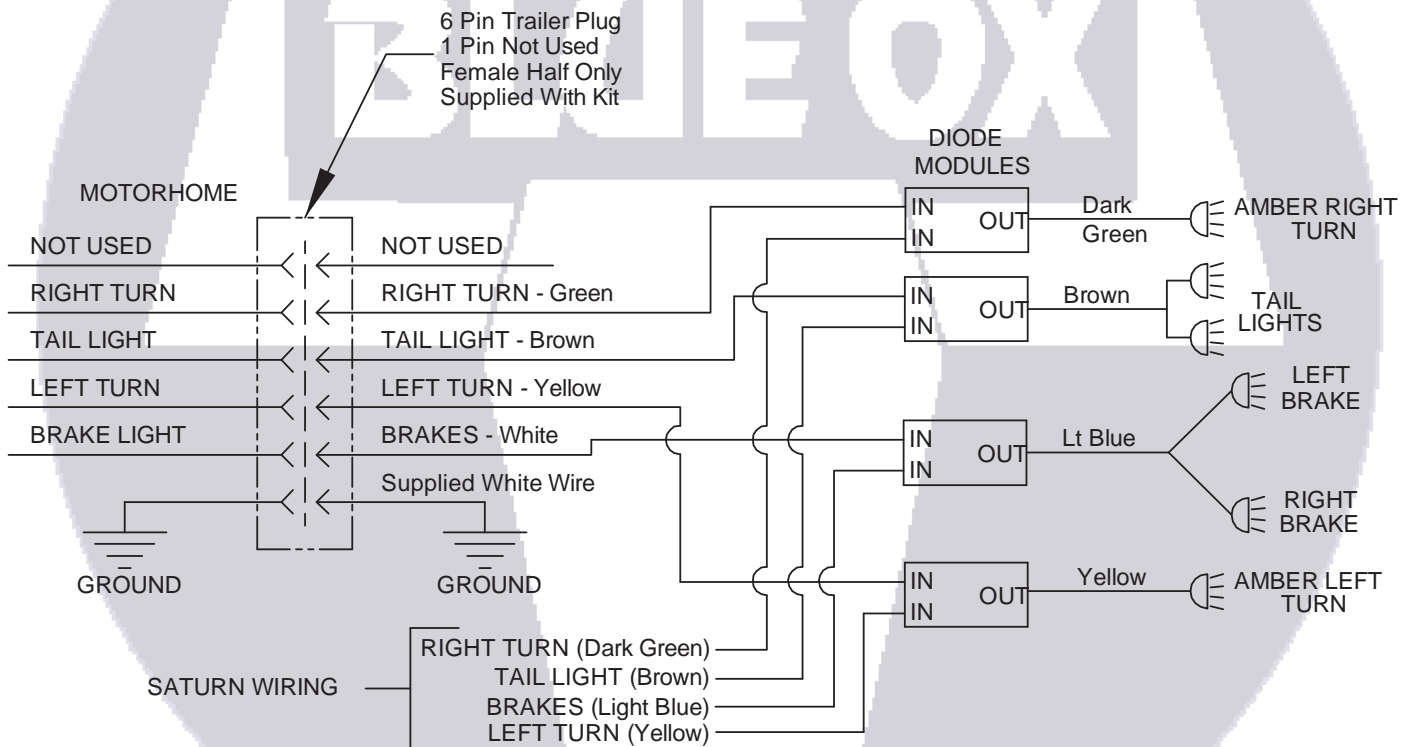 BLUE OX
6 Pin Trailer Plug
1 Pin Not Used
Female Half Only
Supplied With Kit
DIODE
MODULES
MOTORHOME
NOT USED
NOT USED
RIGHT TURN
RIGHT TURN - Green
TAIL LIGHT
TAIL LIGHT - Brown
LEFT TURN
LEFT TURN - Yellow
BRAKE LIGHT
BRAKES - White
Supplied White Wire
GROUND
GROUND
IN
IN
OUT
Dark
Green
AMBER RIGHT
TURN
IN
IN
OUT
Brown
TAIL
LIGHTS
IN
IN
OUT
Lt Blue
LEFT
BRAKE
RIGHT
BRAKE
IN
IN
OUT
Yellow
AMBER LEFT
TURN
SATURN WIRING
RIGHT TURN (Dark Green)
TAIL LIGHT (Brown)
BRAKES (Light Blue)
LEFT TURN (Yellow)